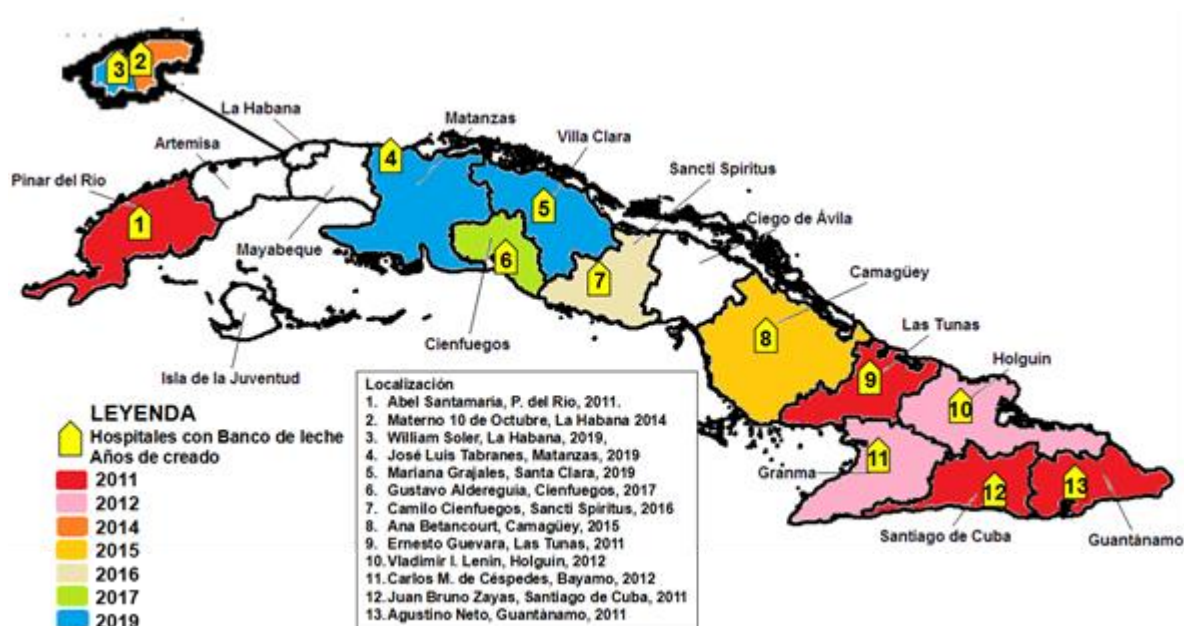 3
2
La Habana
Matanzas
Artemisa
Villa Clara
4
Sancti Spiritus
Pinar del Rio
1
5
Ciego de Ávila
Mayabeque
6
7
Camagüey
Cienfuegos
8
Las Tunas
Isla de la Juventud
Holguin
9
10
Granma
11
12
13
Santiago de Cuba
Guantánamo
LEYENDA
Hospitales con Banco de leche
Años de creado
2011
2012
2014
2015
2016
2017
2019
Localización
1. Abel Santamaría, P. del Rio, 2011.
2. Materno 10 de Octubre, La Habana 2014
3. William Soler, La Habana, 2019,
4. José Luis Tabranes, Matanzas, 2019
5. Mariana Grajales, Santa Clara, 2019
6. Gustavo Aldereguia, Cienfuegos, 2017
7. Camilo Cienfuegos, Sancti Spiritus, 2016
8. Ana Betancourt, Camagüey, 2015
9. Ernesto Guevara, Las Tunas, 2011
10. Vladimir I. Lenin, Holguin, 2012
11. Carlos M. de Céspedes, Bayamo, 2012
12. Juan Bruno Zayas, Santiago de Cuba, 2011
13. Agustino Neto, Guantánamo, 2011